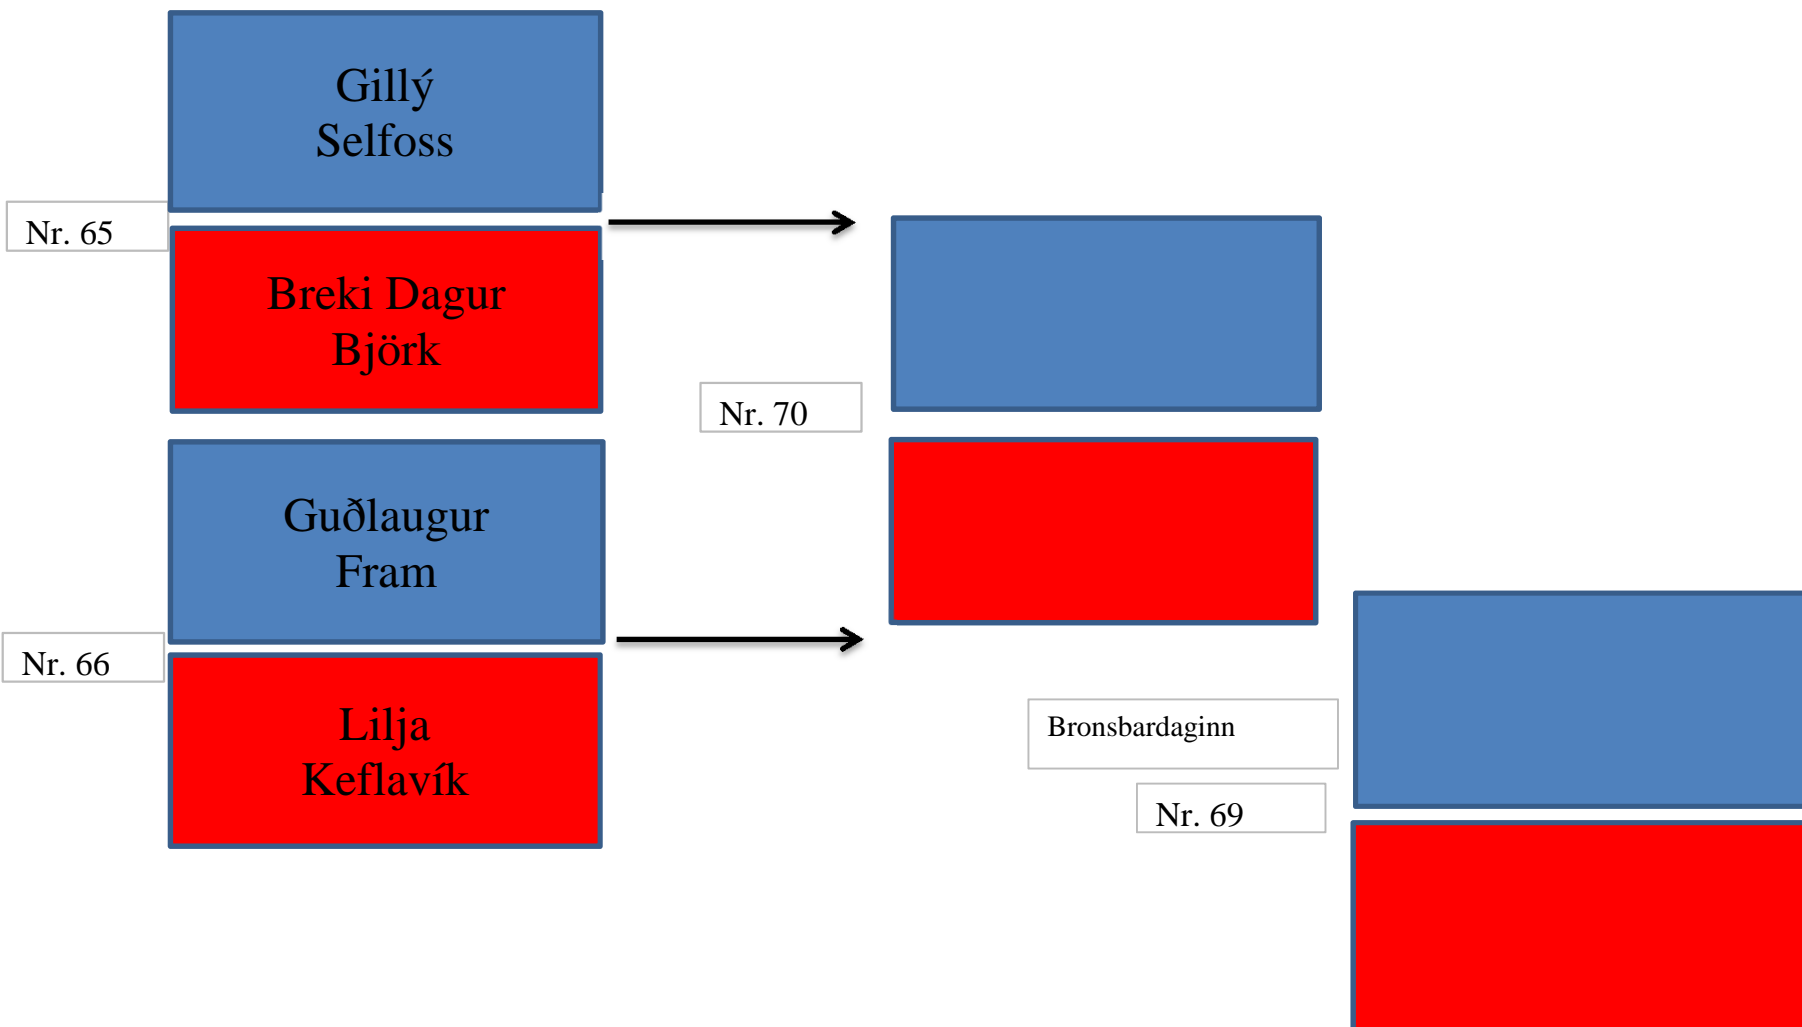 Gillý
Selfoss
Nr. 65
Breki Dagur
Björk
Nr. 70
Guðlaugur
Fram
Nr. 66
Lilja
Keflavík
Bronsbardaginn
Nr. 69